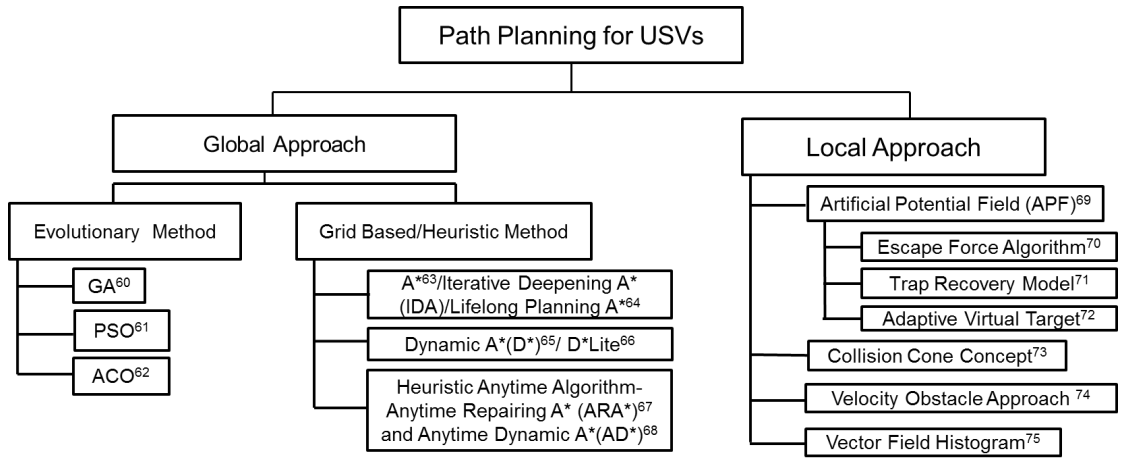 Path Planning for USVs
Global Approach
Evolutionary Method
GA⁶⁰
PSO⁶¹
ACO⁶²
Grid Based/Heuristic Method
A*⁶³/Iterative Deepening A*
(IDA)/Lifelong Planning A*⁶⁴
Dynamic A*(D*)⁶⁵/ D*Lite⁶⁶
Heuristic Anytime Algorithm-
Anytime Repairing A* (ARA*)⁶⁷
and Anytime Dynamic A*(AD*)⁶⁸
Local Approach
Artificial Potential Field (APF)⁶⁹
Escape Force Algorithm⁷⁰
Trap Recovery Model⁷¹
Adaptive Virtual Target⁷²
Collision Cone Concept⁷³
Velocity Obstacle Approach ⁷⁴
Vector Field Histogram⁷⁵